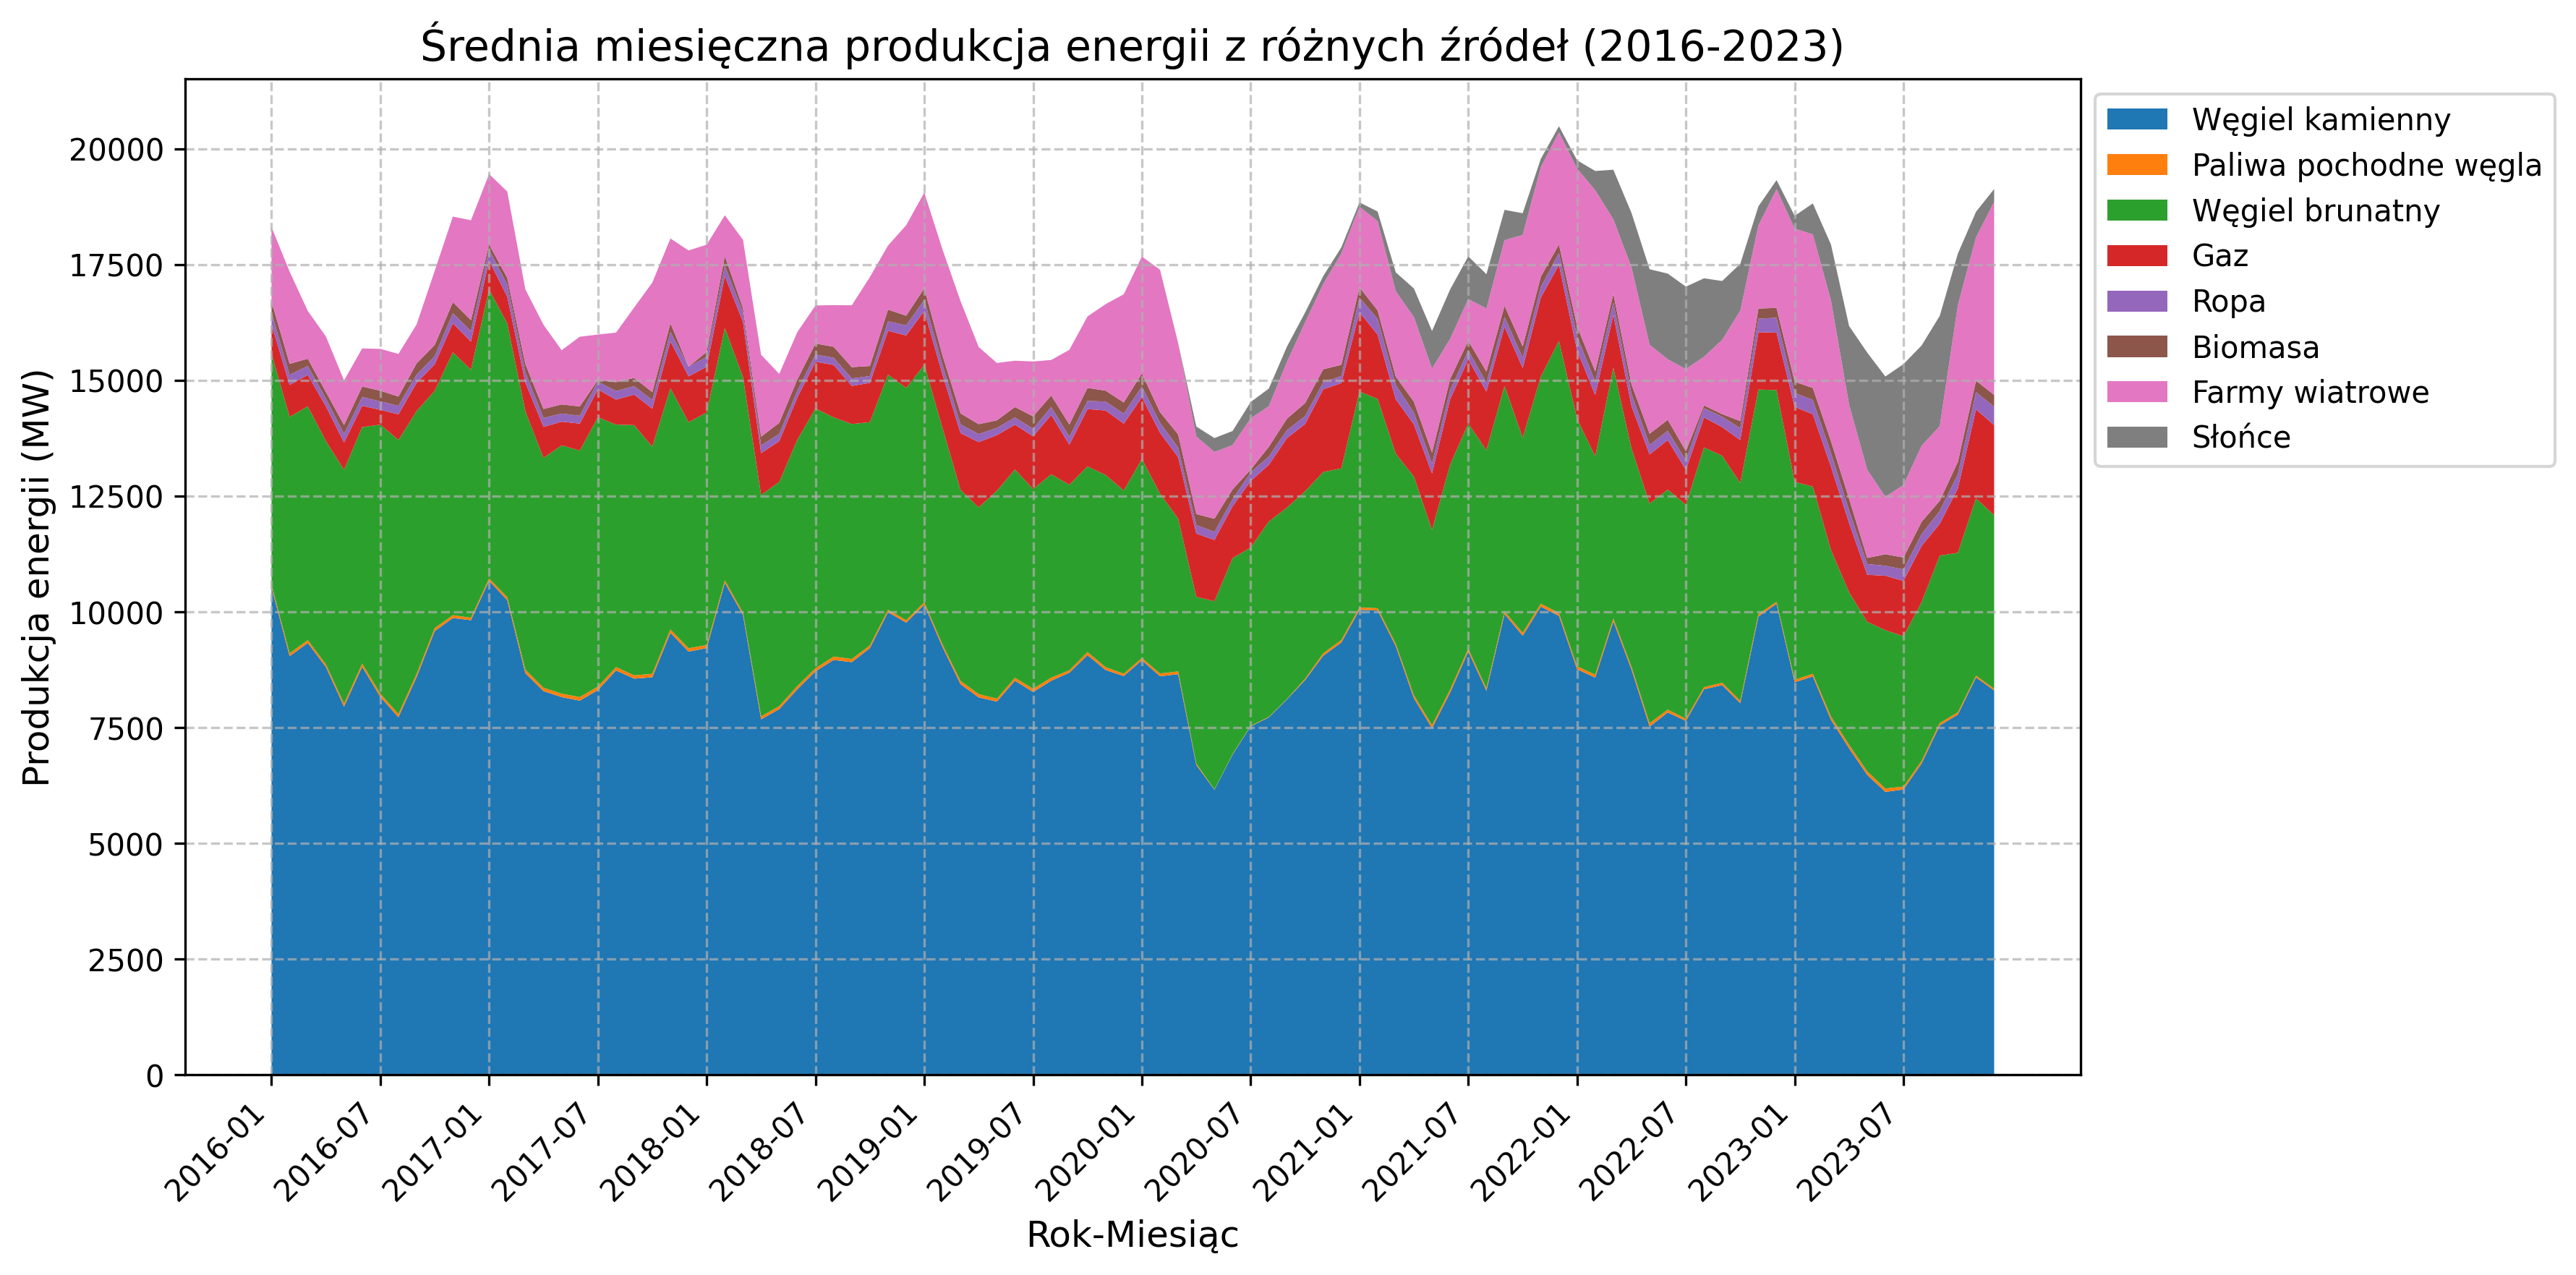 Średnia miesięczna produkcja energii z różnych źródeł (2016-2023)
Produkcja energii (MW)
20000
17500
15000
12500
10000
7500
5000
2500
0
2016-01
2016-07
2017-01
2017-07
2018-01
2018-07
2019-01
2019-07
2020-01
2020-07
2021-01
2021-07
2022-01
2022-07
2023-01
2023-07
Rok-Miesiąc
Węgiel kamienny
Paliwa pochodne węgla
Węgiel brunatny
Gaz
Ropa
Biomasa
Farmy wiatrowe
Słońce